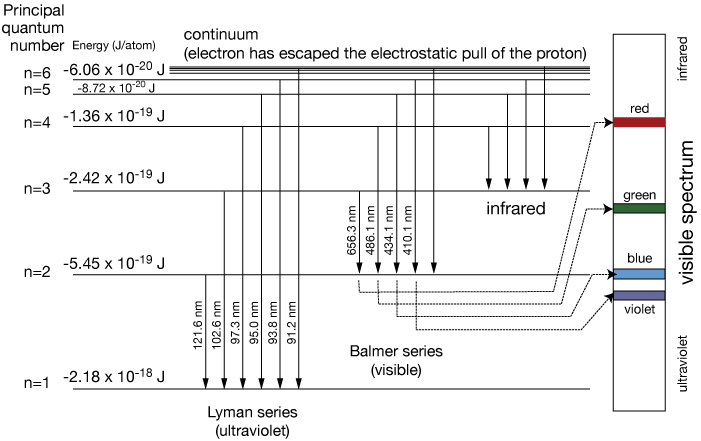 Principal
quantum
number
Energy (J/atom)
continuum
(electron has escaped the electrostatic pull of the proton)
n=6
-6.06 x 10-20 J
n=5
-8.72 x 10-20 J
n=4
-1.36 x 10-19 J
n=3
-2.42 x 10-19 J
infrared
656.3 nm
486.1 nm
434.1 nm
410.1 nm
n=2
-5.45 x 10-19 J
121.6 nm
102.6 nm
97.3 nm
95.0 nm
93.8 nm
91.2 nm
Balmer series
(visible)
n=1
-2.18 x 10-18 J
Lyman series
(ultraviolet)
red
green
blue
violet
infrared
visible spectrum
ultraviolet